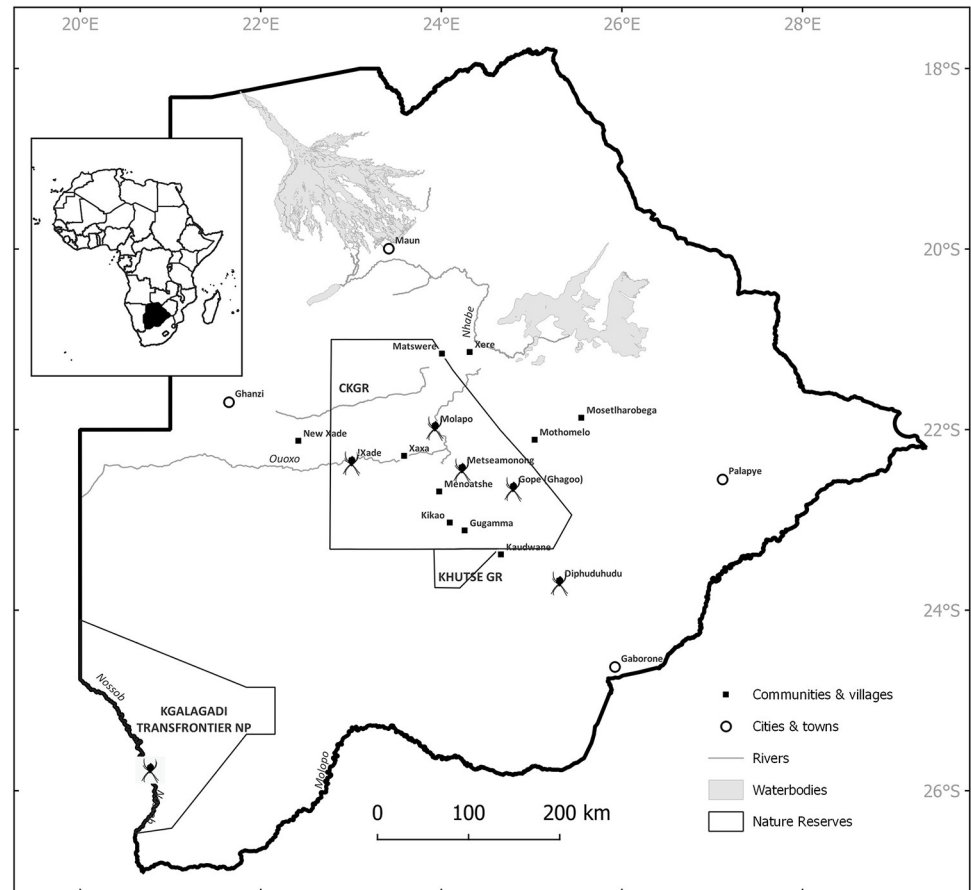 20°E
22°E
24°E
26°E
28°E
18°S
20°S
22°S
24°S
26°S
Maun
Nhabe
Matswere
Xere
CKGR
Ghanzi
Molapo
Mosetlharobega
New Xade
Mothomelo
!Xade
Xaxa
Ouoxo
Metseamonong
Palapye
Gope (Ghagoo)
Menoatshe
Kikao
Gugamma
Kaudwane
KHUTSE GR
Diphuduhudu
Gaborone
Nossob
KGALAGADI
TRANSFRONTIER NP
Molopo
Communities & villages
Cities & towns
Rivers
Waterbodies
Nature Reserves
0 100 200 km